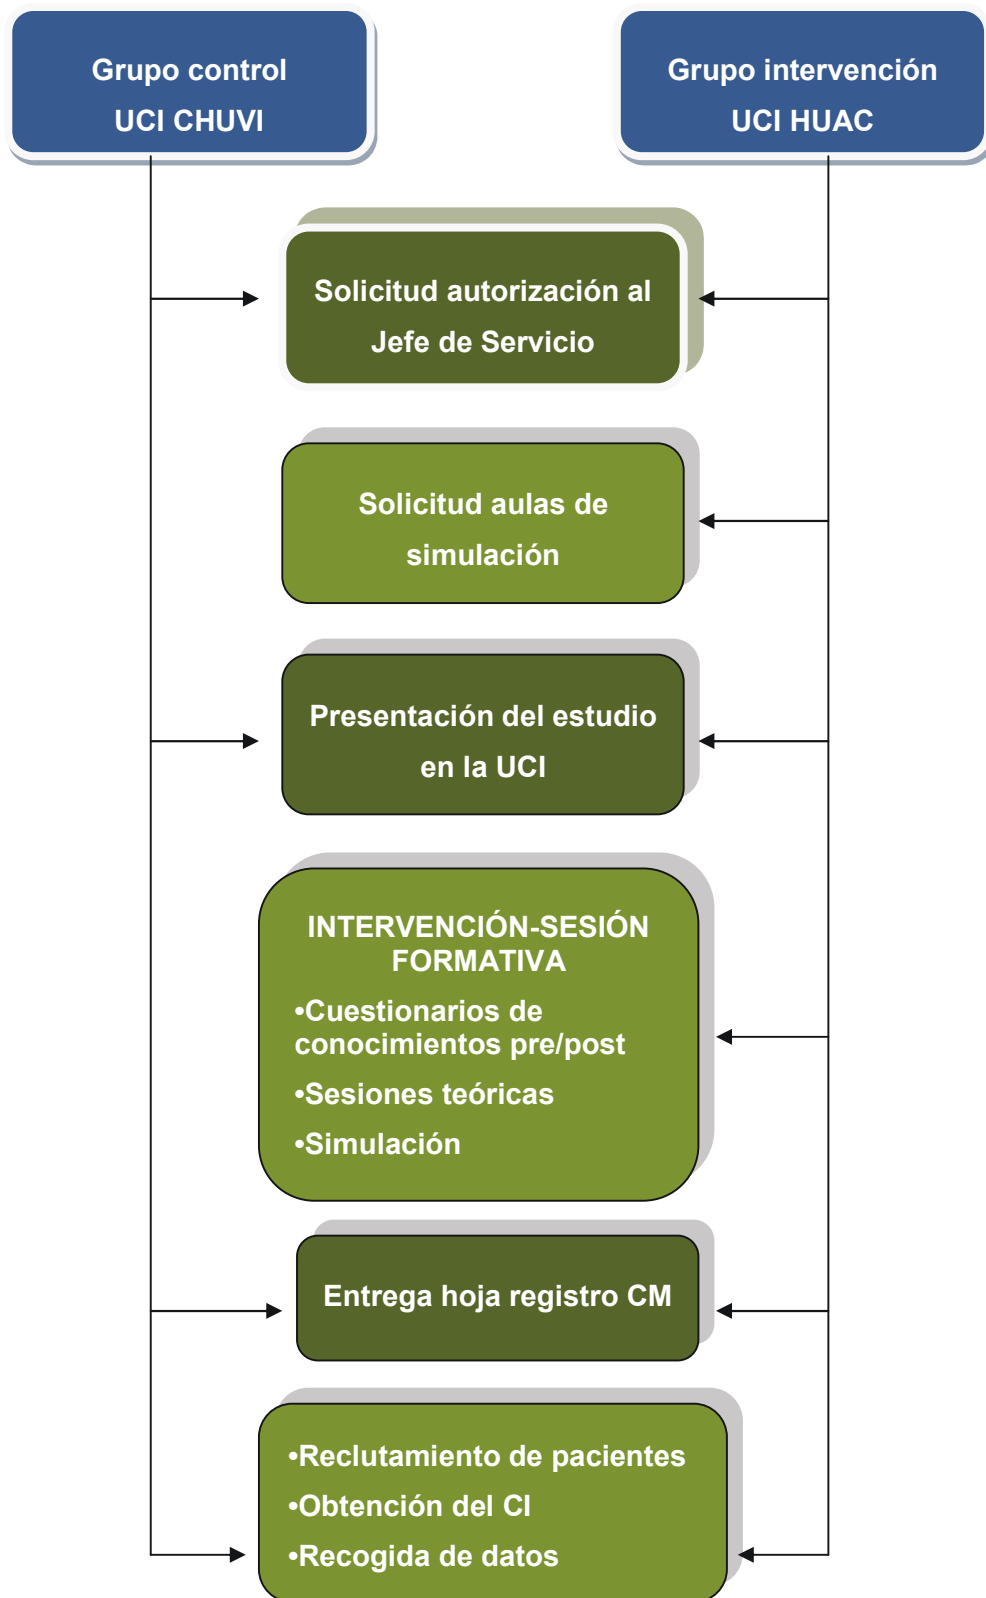 Grupo control
UCI CHUVI
Grupo intervención
UCI HUAC
Solicitud autorización al
Jefe de Servicio
Solicitud aulas de
simulación
Presentación del estudio
en la UCI
INTERVENCIÓN-SESIÓN
FORMATIVA
•Cuestionarios de
conocimientos pre/post
•Sesiones teóricas
•Simulación
Entrega hoja registro CM
•Reclutamiento de pacientes
•Obtención del CI
•Recogida de datos